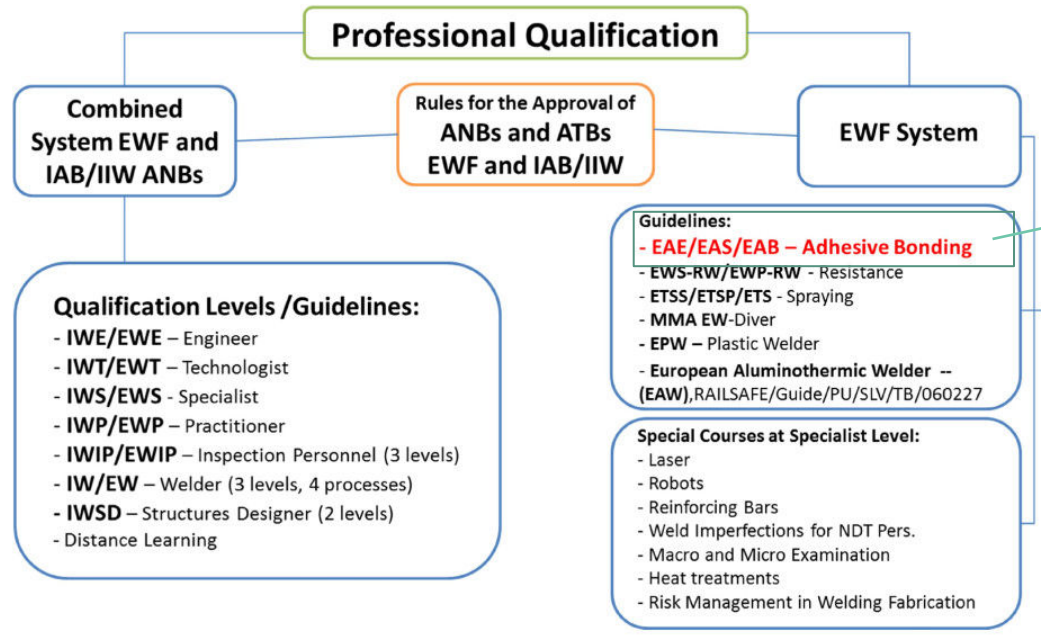 Professional Qualification
Combined
System EWF and
IAB/IIW ANBs
Rules for the Approval of
ANBs and ATBs
EWF and IAB/IIW
EWF System
Qualification Levels /Guidelines:
- IWE/EWE – Engineer
- IWT/EWT – Technologist
- IWS/EWS - Specialist
- IWP/EWP – Practitioner
- IWIP/EWIP – Inspection Personnel (3 levels)
- IW/EW – Welder (3 levels, 4 processes)
- IWSD – Structures Designer (2 levels)
- Distance Learning
Guidelines:
- EAE/EAS/EAB – Adhesive Bonding
- EWS-RW/EWP-RW - Resistance
- ETSS/ETSP/ETS - Spraying
- MMA EW-Diver
- EPW – Plastic Welder
- European Aluminothermic Welder --
(EAW),RAILSAFE/Guide/PU/SLV/TB/060227
Special Courses at Specialist Level:
- Laser
- Robots
- Reinforcing Bars
- Weld Imperfections for NDT Pers.
- Macro and Micro Examination
- Heat treatments
- Risk Management in Welding Fabrication